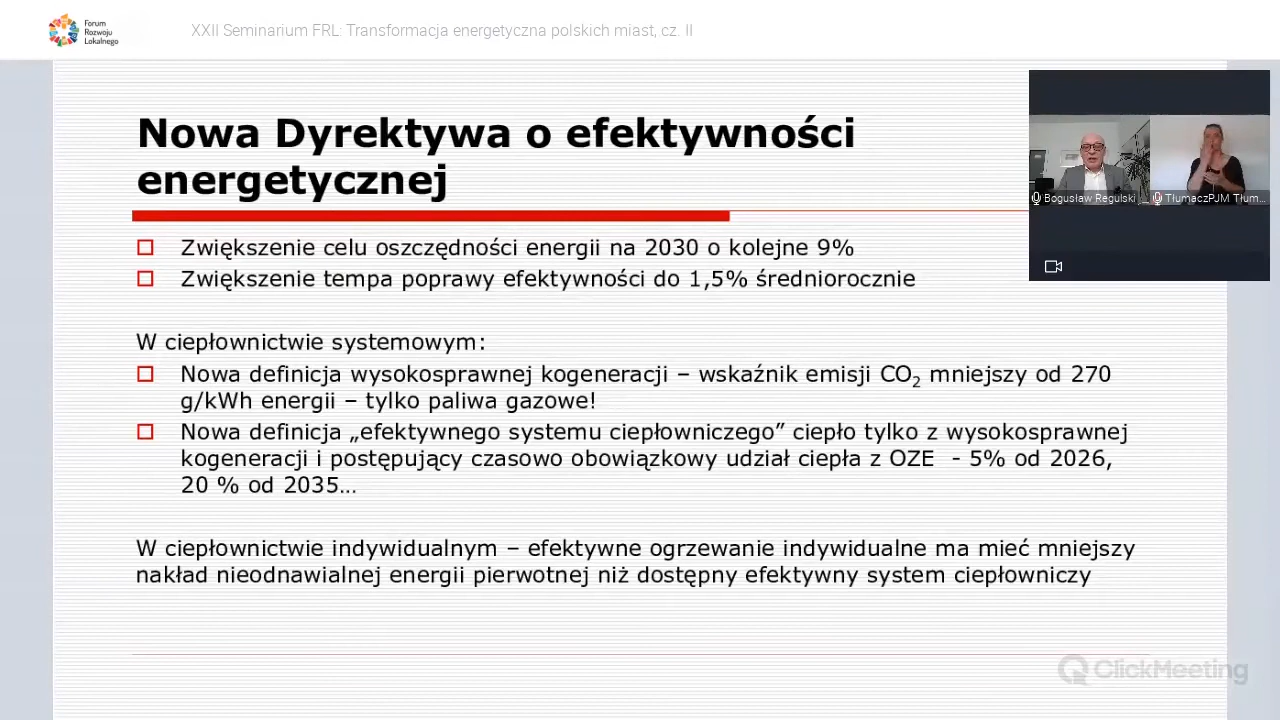 Forum
Rozwoju
Lokalnego
XXII Seminarium FRL: Transformacja energetyczna polskich miast, cz. II
Nowa Dyrektywa o efektywności
energetycznej
Bogusław Regulski
TłumaczPJM Tłum...
Zwiększenie celu oszczędności energii na 2030 o kolejne 9%
Zwiększenie tempa poprawy efektywności do 1,5% średniorocznie
W ciepłownictwie systemowym:
Nowa definicja wysokosprawnej kogeneracji – wskaźnik emisji CO₂ mniejszy od 270
g/kWh energii – tylko paliwa gazowe!
Nowa definicja „efektywnego systemu ciepłowniczego” ciepło tylko z wysokosprawnej
kogeneracji i postępujący czasowo obowiązkowy udział ciepła z OZE - 5% od 2026,
20 % od 2035…
W ciepłownictwie indywidualnym – efektywne ogrzewanie indywidualne ma mieć mniejszy
nakład nieodnawialnej energii pierwotnej niż dostępny efektywny system ciepłowniczy
ClickMeeting